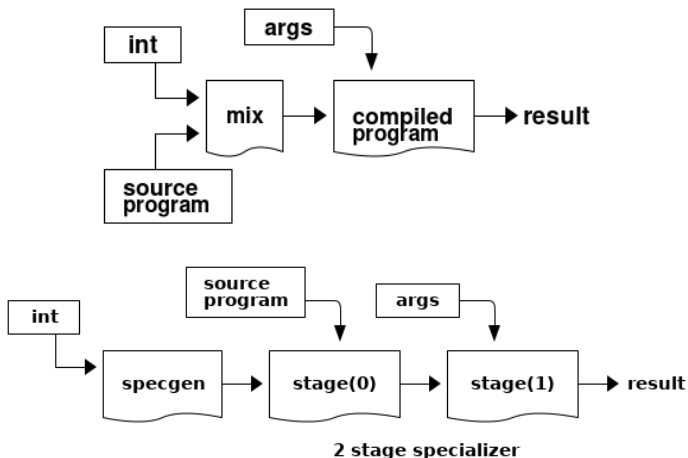 args
int
mix
compiled
program
result
source
program
source
program
args
int
specgen
stage(0)
stage(1)
result
2 stage specializer